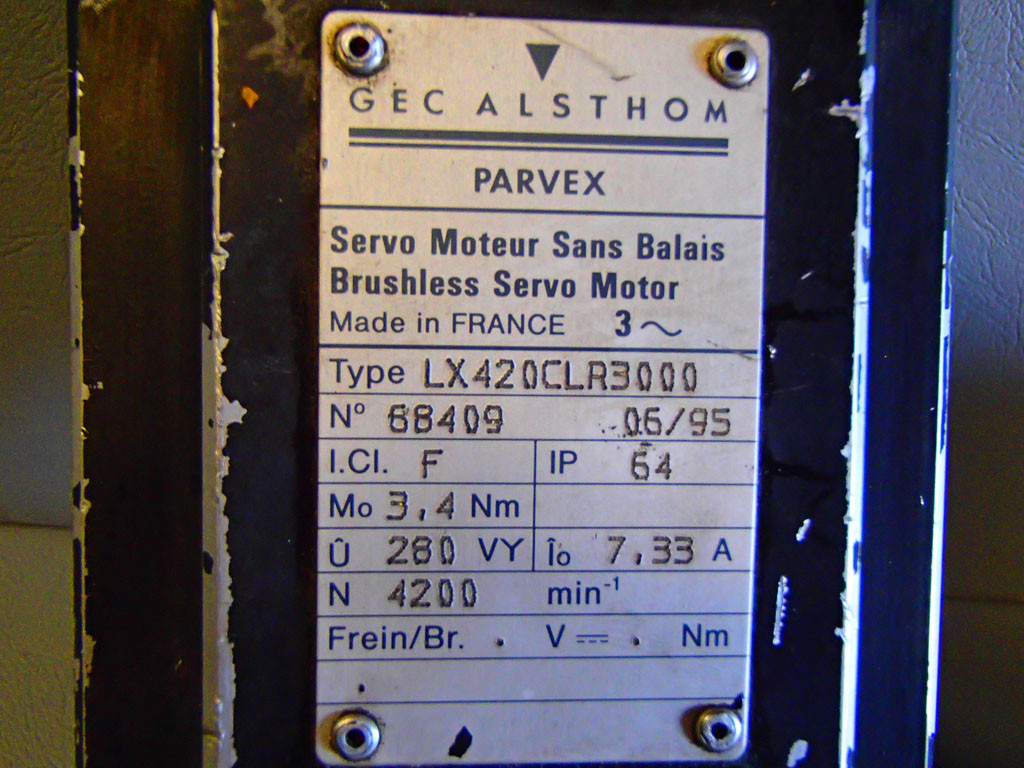 GEC ALSTHOM
PARVEX
Servo Moteur Sans Balais
Brushless Servo Motor
Made in FRANCE 3～
Type LX420CLR3000
N° 68409 06/95
I.Cl. F IP 64
Mo 3,4 Nm
Û 280 VY Îo 7,33 A
N 4200 min⁻¹
Frein/Br. . V ⎓ . Nm